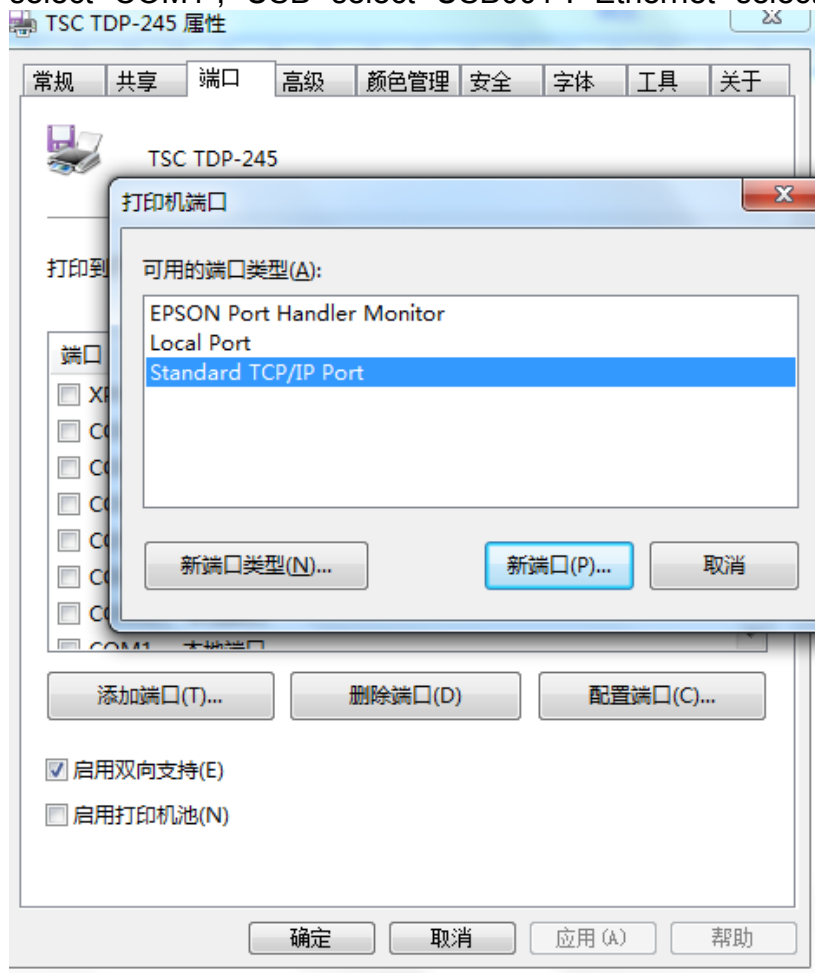 TSC TDP-245 属性
常规 共享 端口 高级 颜色管理 安全 字体 工具 关于
TSC TDP-245
打印机端口
打印到
可用的端口类型(A):
EPSON Port Handler Monitor
Local Port
Standard TCP/IP Port
端口
新端口类型(N)... 新端口(P)... 取消
添加端口(T)... 删除端口(D) 配置端口(C)...
启用双向支持(E)
启用打印机池(N)
确定 取消 应用(A) 帮助